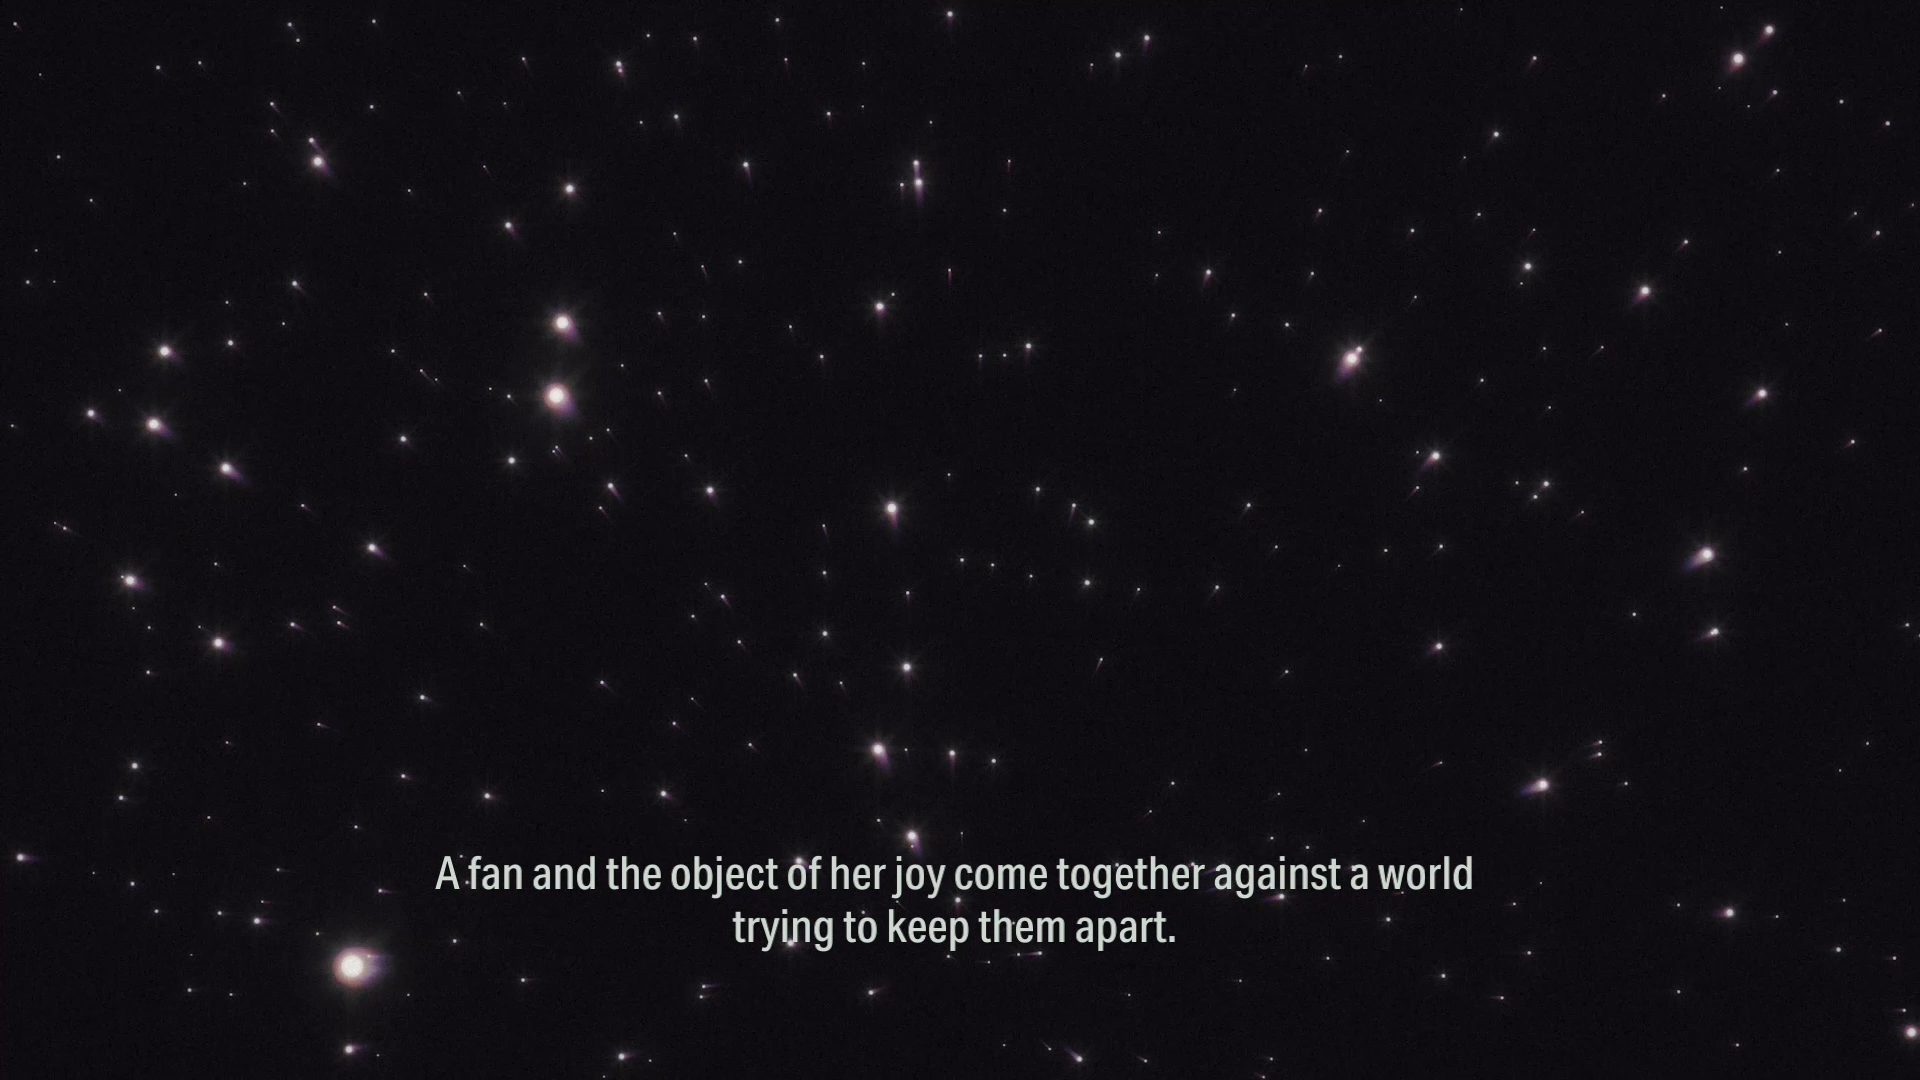 A fan and the object of her joy come together against a world
trying to keep them apart.